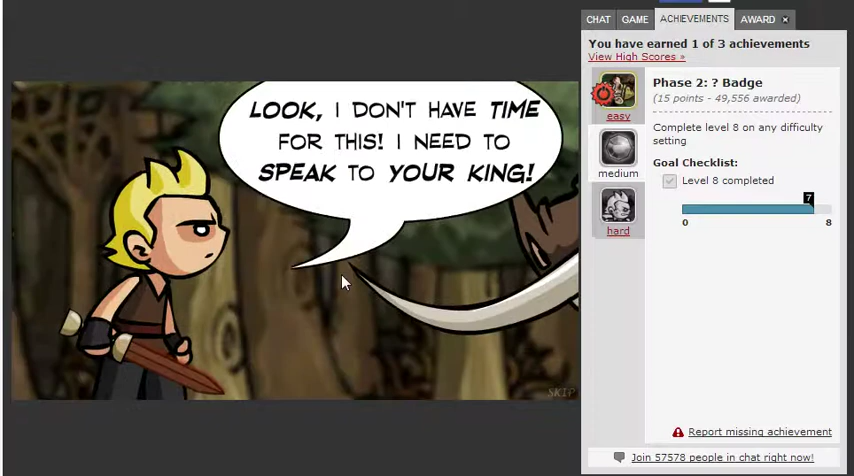 CHAT GAME ACHIEVEMENTS AWARD
You have earned 1 of 3 achievements
View High Scores »
easy
medium
hard
Phase 2: ? Badge
(15 points - 49,556 awarded)
Complete level 8 on any difficulty
setting
Goal Checklist:
Level 8 completed
7
0 8
Report missing achievement
Join 57578 people in chat right now!
LOOK, I DON'T HAVE TIME
FOR THIS! I NEED TO
SPEAK TO YOUR KING!
SKIP